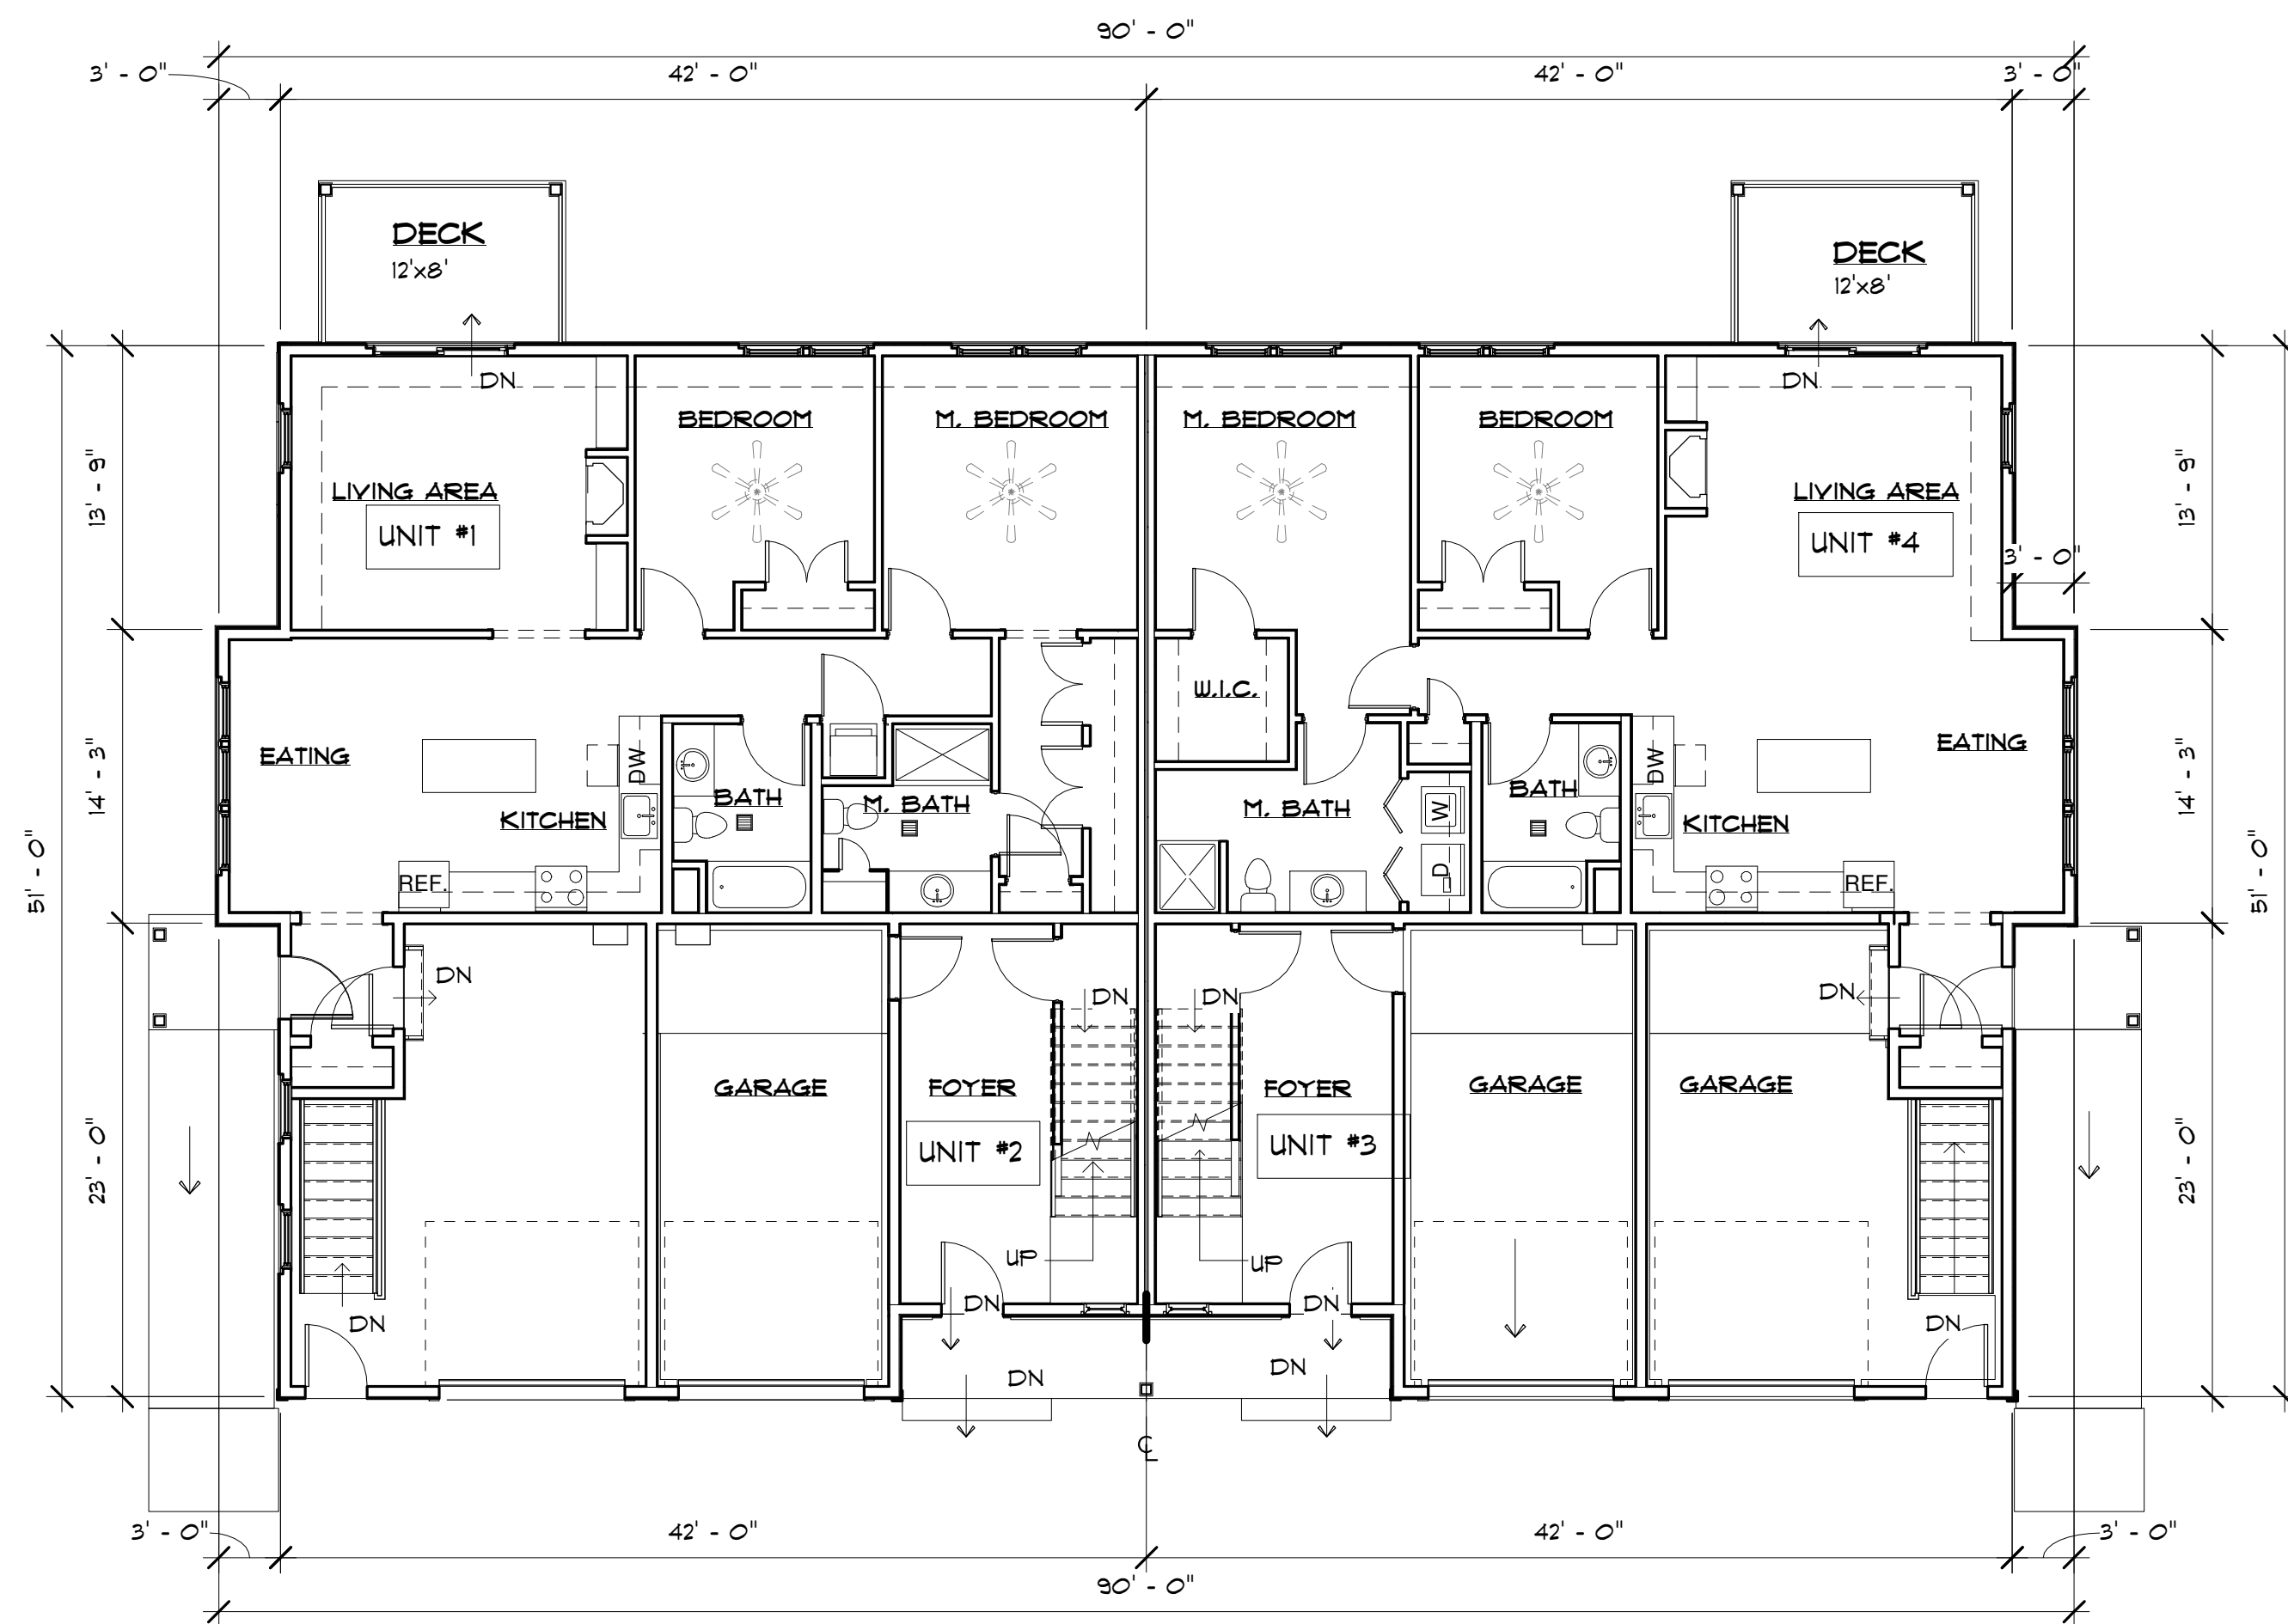 90' - 0"
3' - 0"
42' - 0"
42' - 0"
3' - 0"
DECK
12'x8'
DECK
12'x8'
DN
DN
BEDROOM
M. BEDROOM
M. BEDROOM
BEDROOM
13' - 9"
LIVING AREA
UNIT #1
LIVING AREA
UNIT #4
13' - 9"
3' - 0"
W.I.C.
14' - 3"
EATING
DW
KITCHEN
BATH
M. BATH
M. BATH
W
BATH
DW
KITCHEN
EATING
14' - 3"
51' - 0"
REF.
D
REF.
51' - 0"
DN
DN
DN
DN
GARAGE
FOYER
FOYER
GARAGE
GARAGE
23' - 0"
UNIT #2
UNIT #3
23' - 0"
UP
UP
DN
DN
DN
DN
DN
DN
CL
3' - 0"
42' - 0"
42' - 0"
3' - 0"
90' - 0"